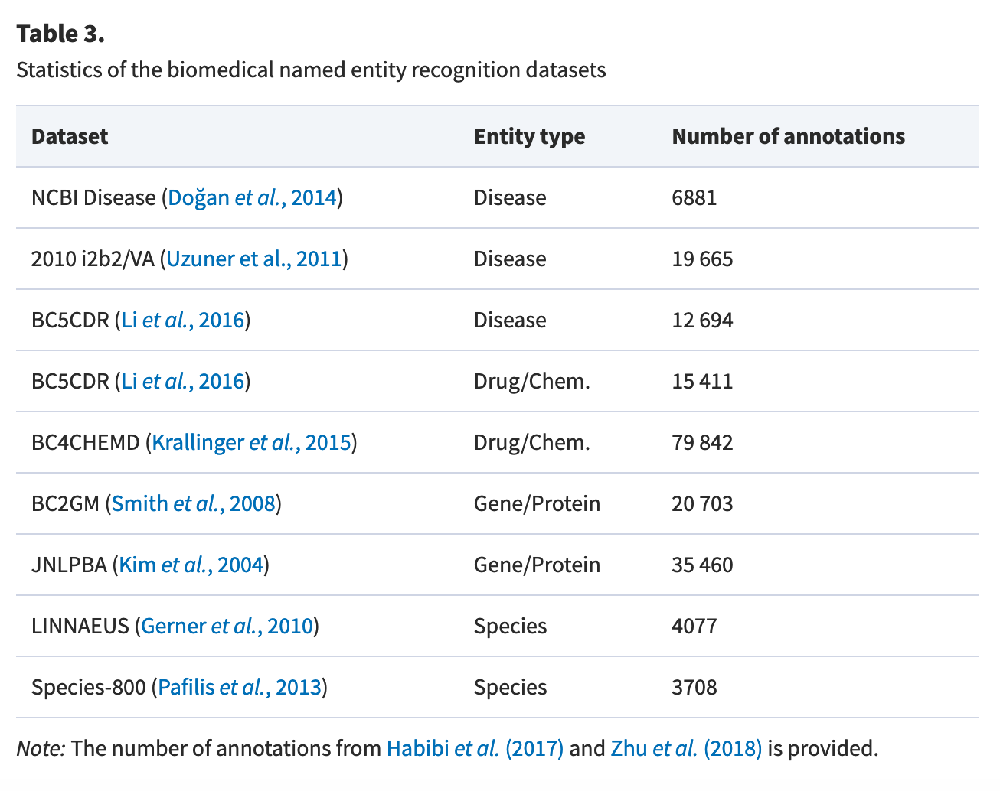 Table 3.
Statistics of the biomedical named entity recognition datasets
Dataset Entity type Number of annotations
NCBI Disease (Doğan et al., 2014) Disease 6881
2010 i2b2/VA (Uzuner et al., 2011) Disease 19 665
BC5CDR (Li et al., 2016) Disease 12 694
BC5CDR (Li et al., 2016) Drug/Chem. 15 411
BC4CHEMD (Krallinger et al., 2015) Drug/Chem. 79 842
BC2GM (Smith et al., 2008) Gene/Protein 20 703
JNLPBA (Kim et al., 2004) Gene/Protein 35 460
LINNAEUS (Gerner et al., 2010) Species 4077
Species-800 (Pafilis et al., 2013) Species 3708
Note: The number of annotations from Habibi et al. (2017) and Zhu et al. (2018) is provided.